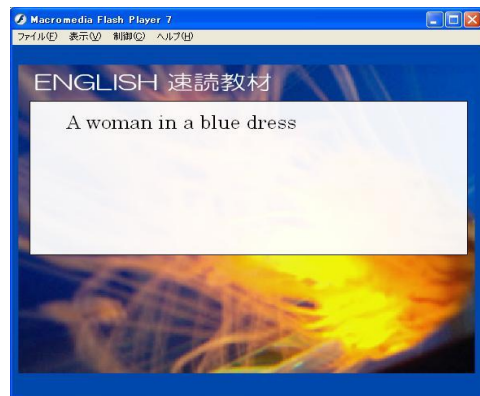 Macromedia Flash Player 7
ファイル(F) 表示(V) 制御(C) ヘルプ(H)
ENGLISH 速読教材
A woman in a blue dress